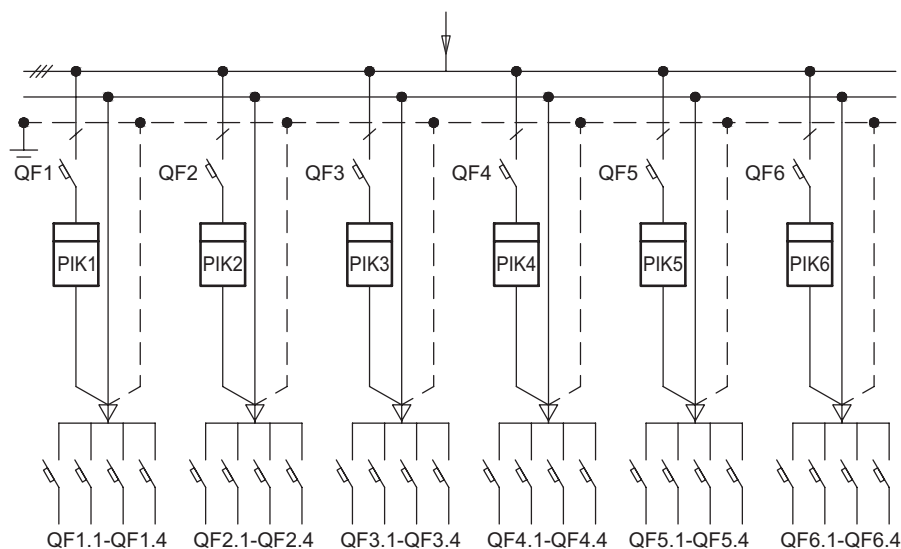 QF1 QF2 QF3 QF4 QF5 QF6
PIK1 PIK2 PIK3 PIK4 PIK5 PIK6
QF1.1-QF1.4 QF2.1-QF2.4 QF3.1-QF3.4 QF4.1-QF4.4 QF5.1-QF5.4 QF6.1-QF6.4